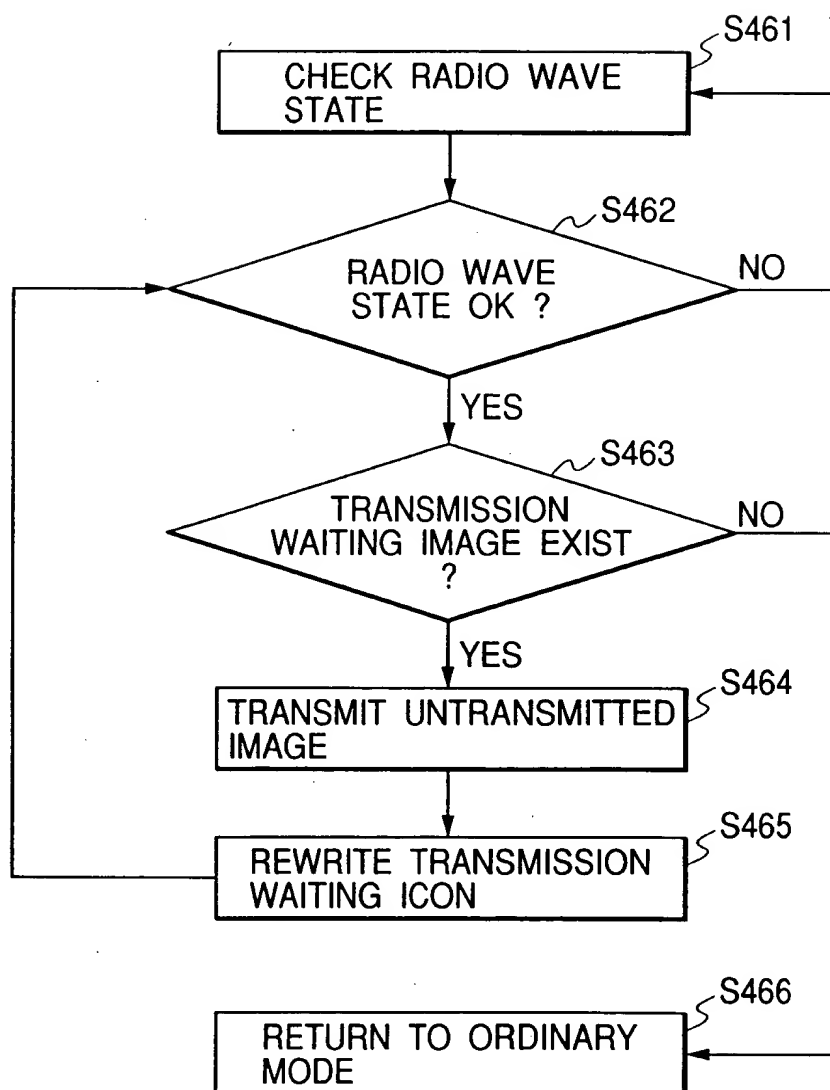 S461
CHECK RADIO WAVE
STATE
S462
RADIO WAVE
STATE OK ?
NO
YES
S463
TRANSMISSION
WAITING IMAGE EXIST
?
NO
YES
S464
TRANSMIT UNTRANSMITTED
IMAGE
S465
REWRITE TRANSMISSION
WAITING ICON
S466
RETURN TO ORDINARY
MODE